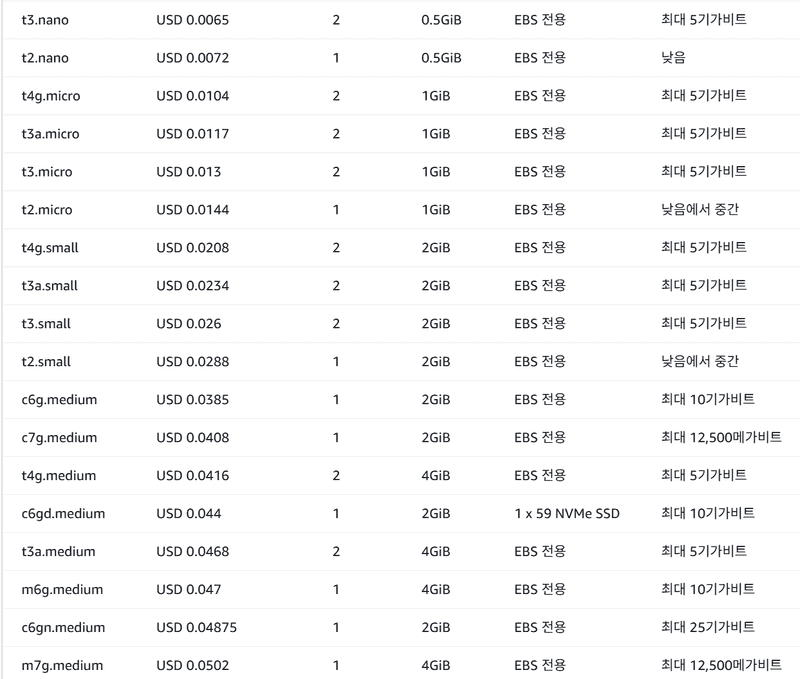 t3.nano USD 0.0065 2 0.5GiB EBS 전용 최대 5기가비트
t2.nano USD 0.0072 1 0.5GiB EBS 전용 낮음
t4g.micro USD 0.0104 2 1GiB EBS 전용 최대 5기가비트
t3a.micro USD 0.0117 2 1GiB EBS 전용 최대 5기가비트
t3.micro USD 0.013 2 1GiB EBS 전용 최대 5기가비트
t2.micro USD 0.0144 1 1GiB EBS 전용 낮음에서 중간
t4g.small USD 0.0208 2 2GiB EBS 전용 최대 5기가비트
t3a.small USD 0.0234 2 2GiB EBS 전용 최대 5기가비트
t3.small USD 0.026 2 2GiB EBS 전용 최대 5기가비트
t2.small USD 0.0288 1 2GiB EBS 전용 낮음에서 중간
c6g.medium USD 0.0385 1 2GiB EBS 전용 최대 10기가비트
c7g.medium USD 0.0408 1 2GiB EBS 전용 최대 12,500메가비트
t4g.medium USD 0.0416 2 4GiB EBS 전용 최대 5기가비트
c6gd.medium USD 0.044 1 2GiB 1 x 59 NVMe SSD 최대 10기가비트
t3a.medium USD 0.0468 2 4GiB EBS 전용 최대 5기가비트
m6g.medium USD 0.047 1 4GiB EBS 전용 최대 10기가비트
c6gn.medium USD 0.04875 1 2GiB EBS 전용 최대 25기가비트
m7g.medium USD 0.0502 1 4GiB EBS 전용 최대 12,500메가비트